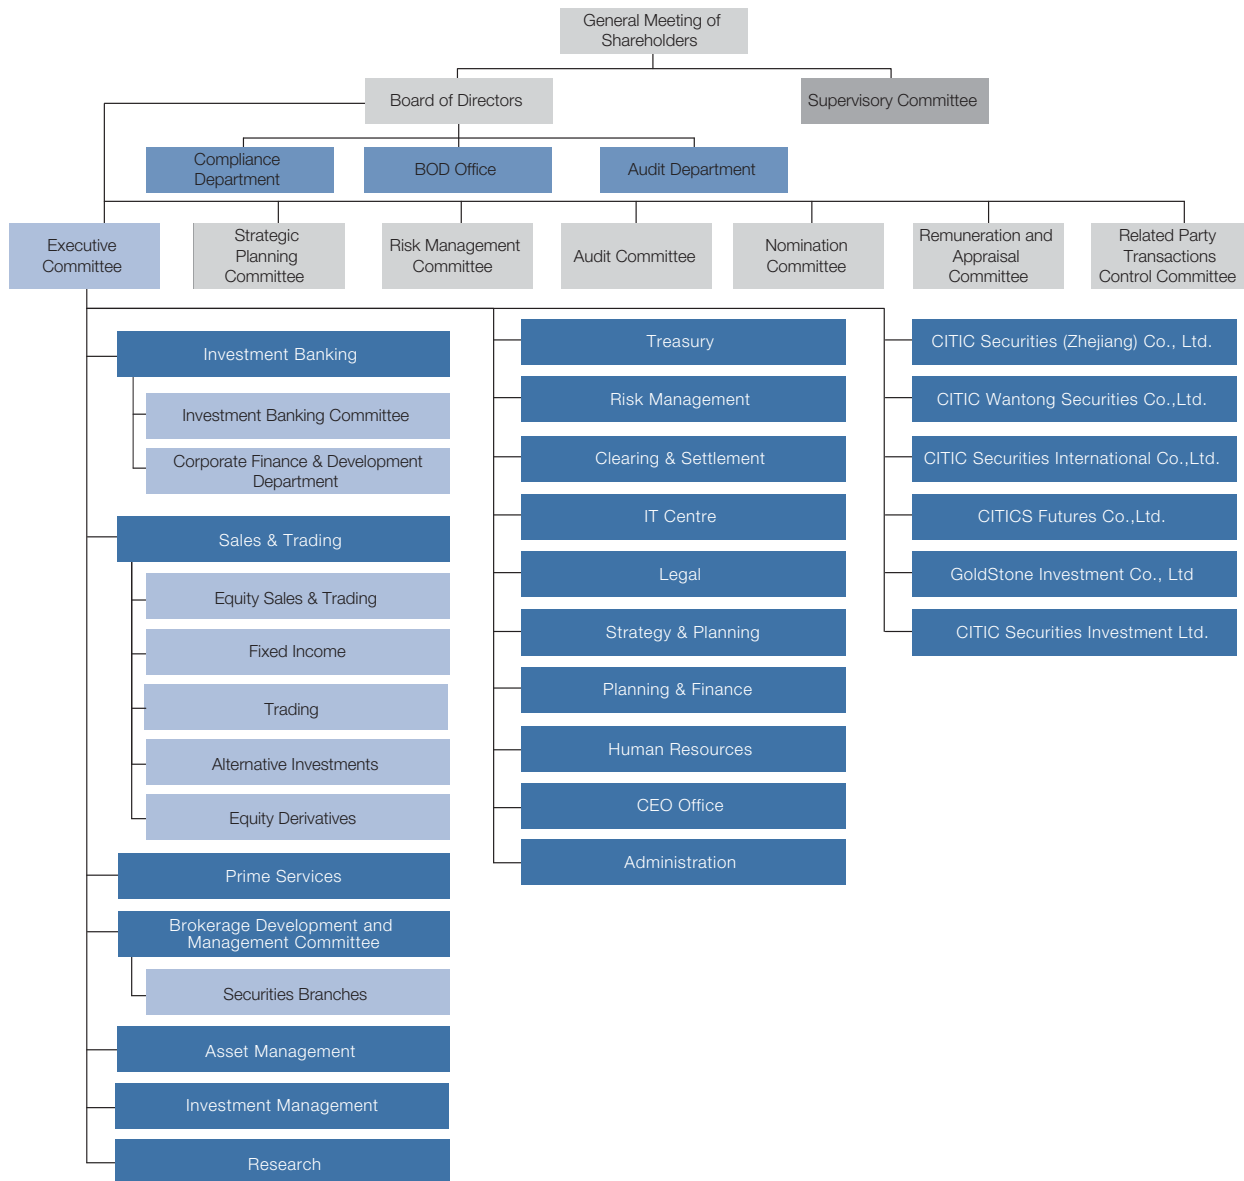 General Meeting of
Shareholders
Board of Directors
Supervisory Committee
Compliance
Department
BOD Office
Audit Department
Executive
Committee
Strategic
Planning
Committee
Risk Management
Committee
Audit Committee
Nomination
Committee
Remuneration and
Appraisal
Committee
Related Party
Transactions
Control Committee
Investment Banking
Investment Banking Committee
Corporate Finance & Development
Department
Sales & Trading
Equity Sales & Trading
Fixed Income
Trading
Alternative Investments
Equity Derivatives
Prime Services
Brokerage Development and
Management Committee
Securities Branches
Asset Management
Investment Management
Research
Treasury
Risk Management
Clearing & Settlement
IT Centre
Legal
Strategy & Planning
Planning & Finance
Human Resources
CEO Office
Administration
CITIC Securities (Zhejiang) Co., Ltd.
CITIC Wantong Securities Co.,Ltd.
CITIC Securities International Co.,Ltd.
CITICS Futures Co.,Ltd.
GoldStone Investment Co., Ltd
CITIC Securities Investment Ltd.